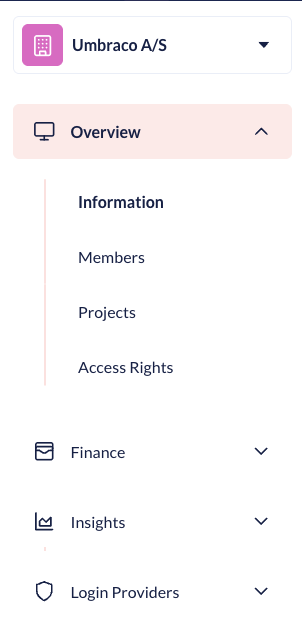 Umbraco A/S
Overview
Information
Members
Projects
Access Rights
Finance
Insights
Login Providers